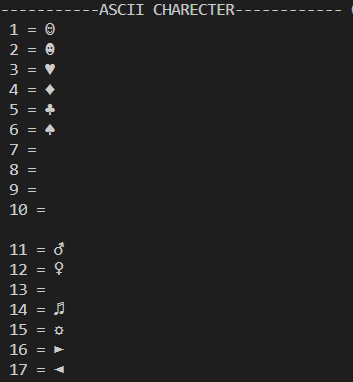 -----------ASCII CHARECTER------------
1 = ☺
2 = ☻
3 = ♥
4 = ♦
5 = ♣
6 = ♠
7 =
8 =
9 =
10 =

11 = ♂
12 = ♀
13 =
14 = ♫
15 = ☼
16 = ►
17 = ◄